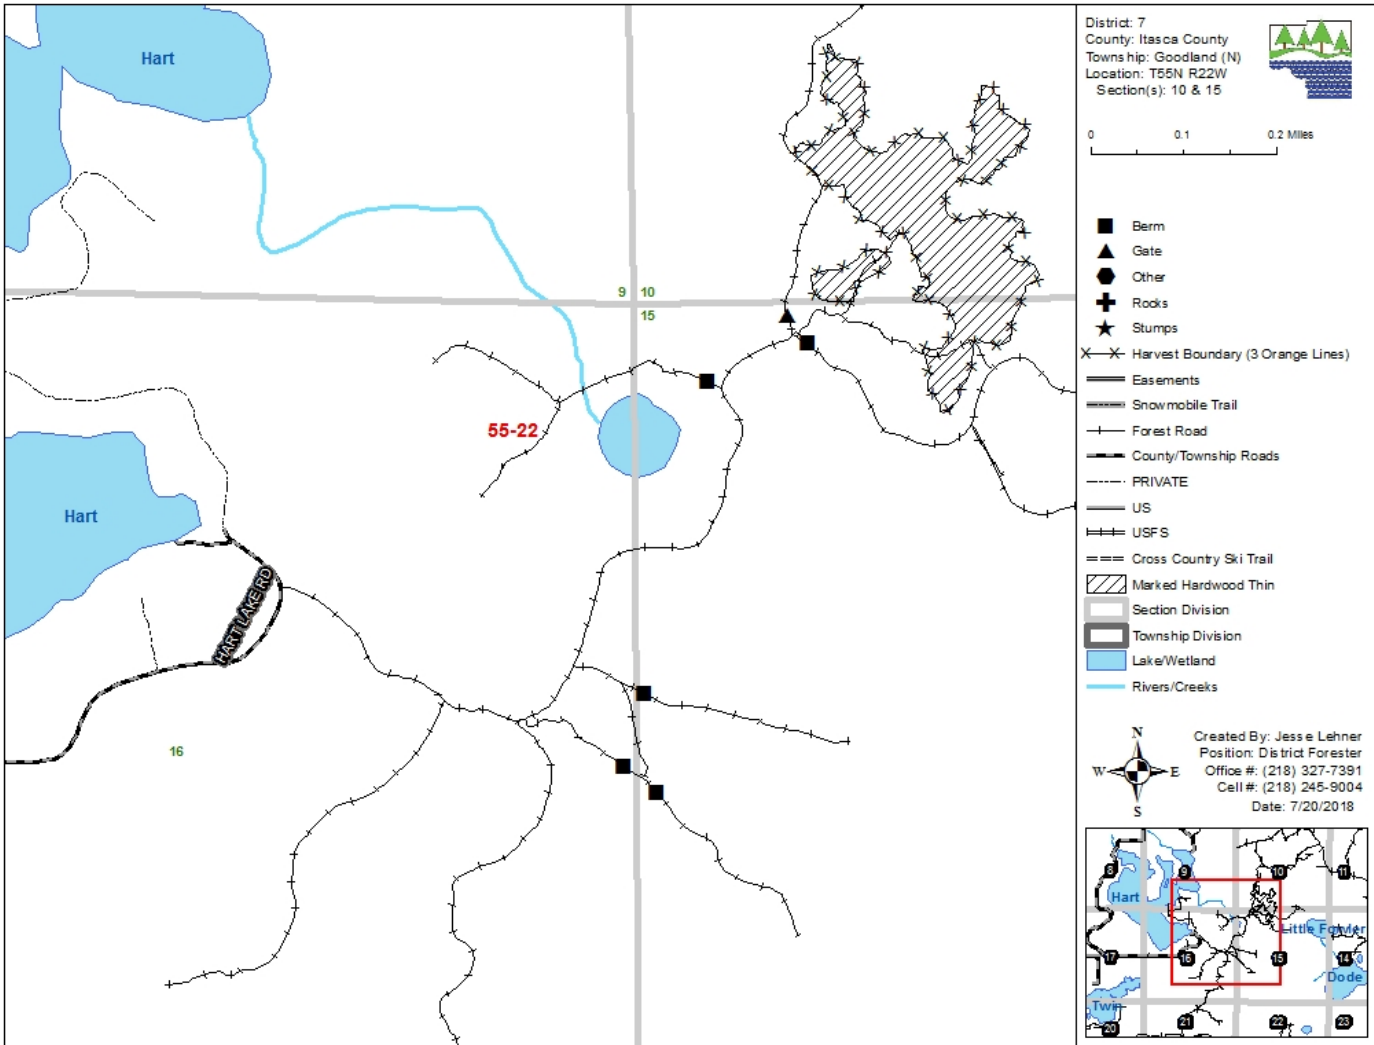 Hart
9 10
15
55-22
Hart
HART LAKE RD
16
District: 7
County: Itasca County
Township: Goodland (N)
Location: T55N R22W
Section(s): 10 & 15
0 0.1 0.2 Miles
Berm
Gate
Other
Rocks
Stumps
Harvest Boundary (3 Orange Lines)
Easements
Snowmobile Trail
Forest Road
County/Township Roads
PRIVATE
US
USFS
Cross Country Ski Trail
Marked Hardwood Thin
Section Division
Township Division
Lake/Wetland
Rivers/Creeks
N
W E
S
Created By: Jesse Lehner
Position: District Forester
Office #: (218) 327-7391
Cell #: (218) 245-9004
Date: 7/20/2018
8 9 10 11
Hart
Little Fowler
17 16 15 14 0
Dode
Twin
20 21 22 23